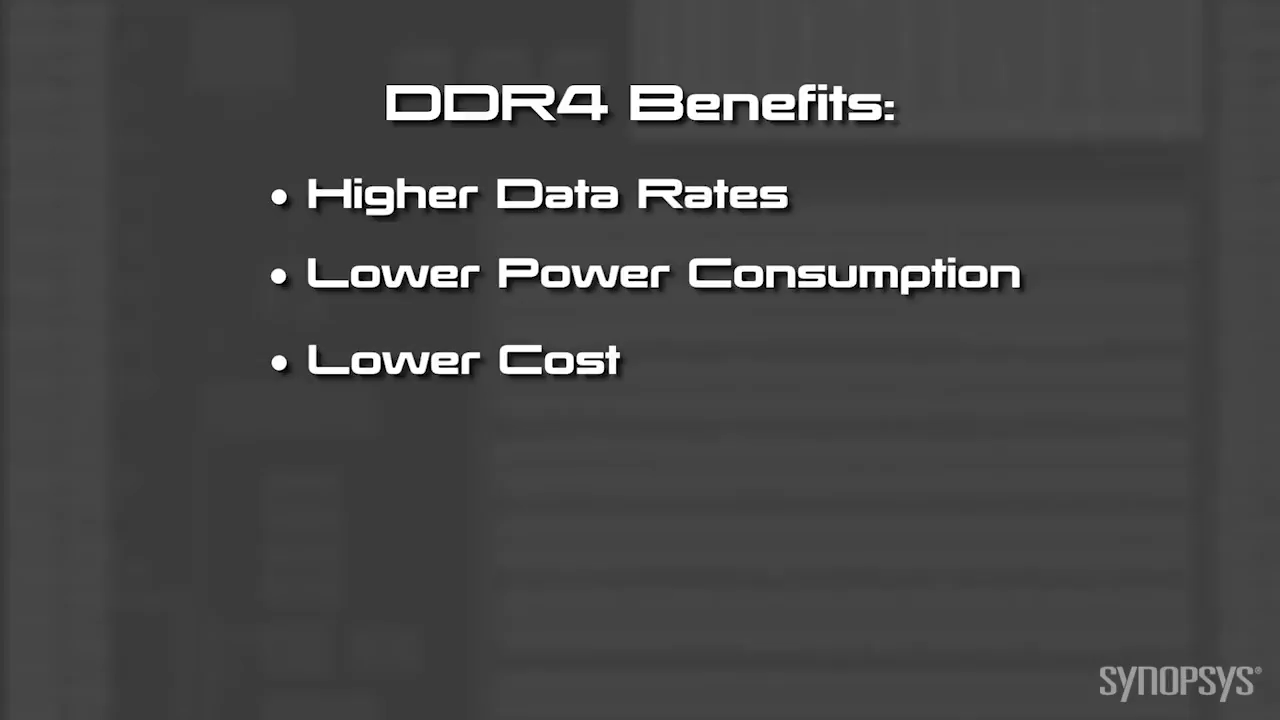 DDR4 Benefits:
• Higher Data Rates
• Lower Power Consumption
• Lower Cost
SYNOPSYS®